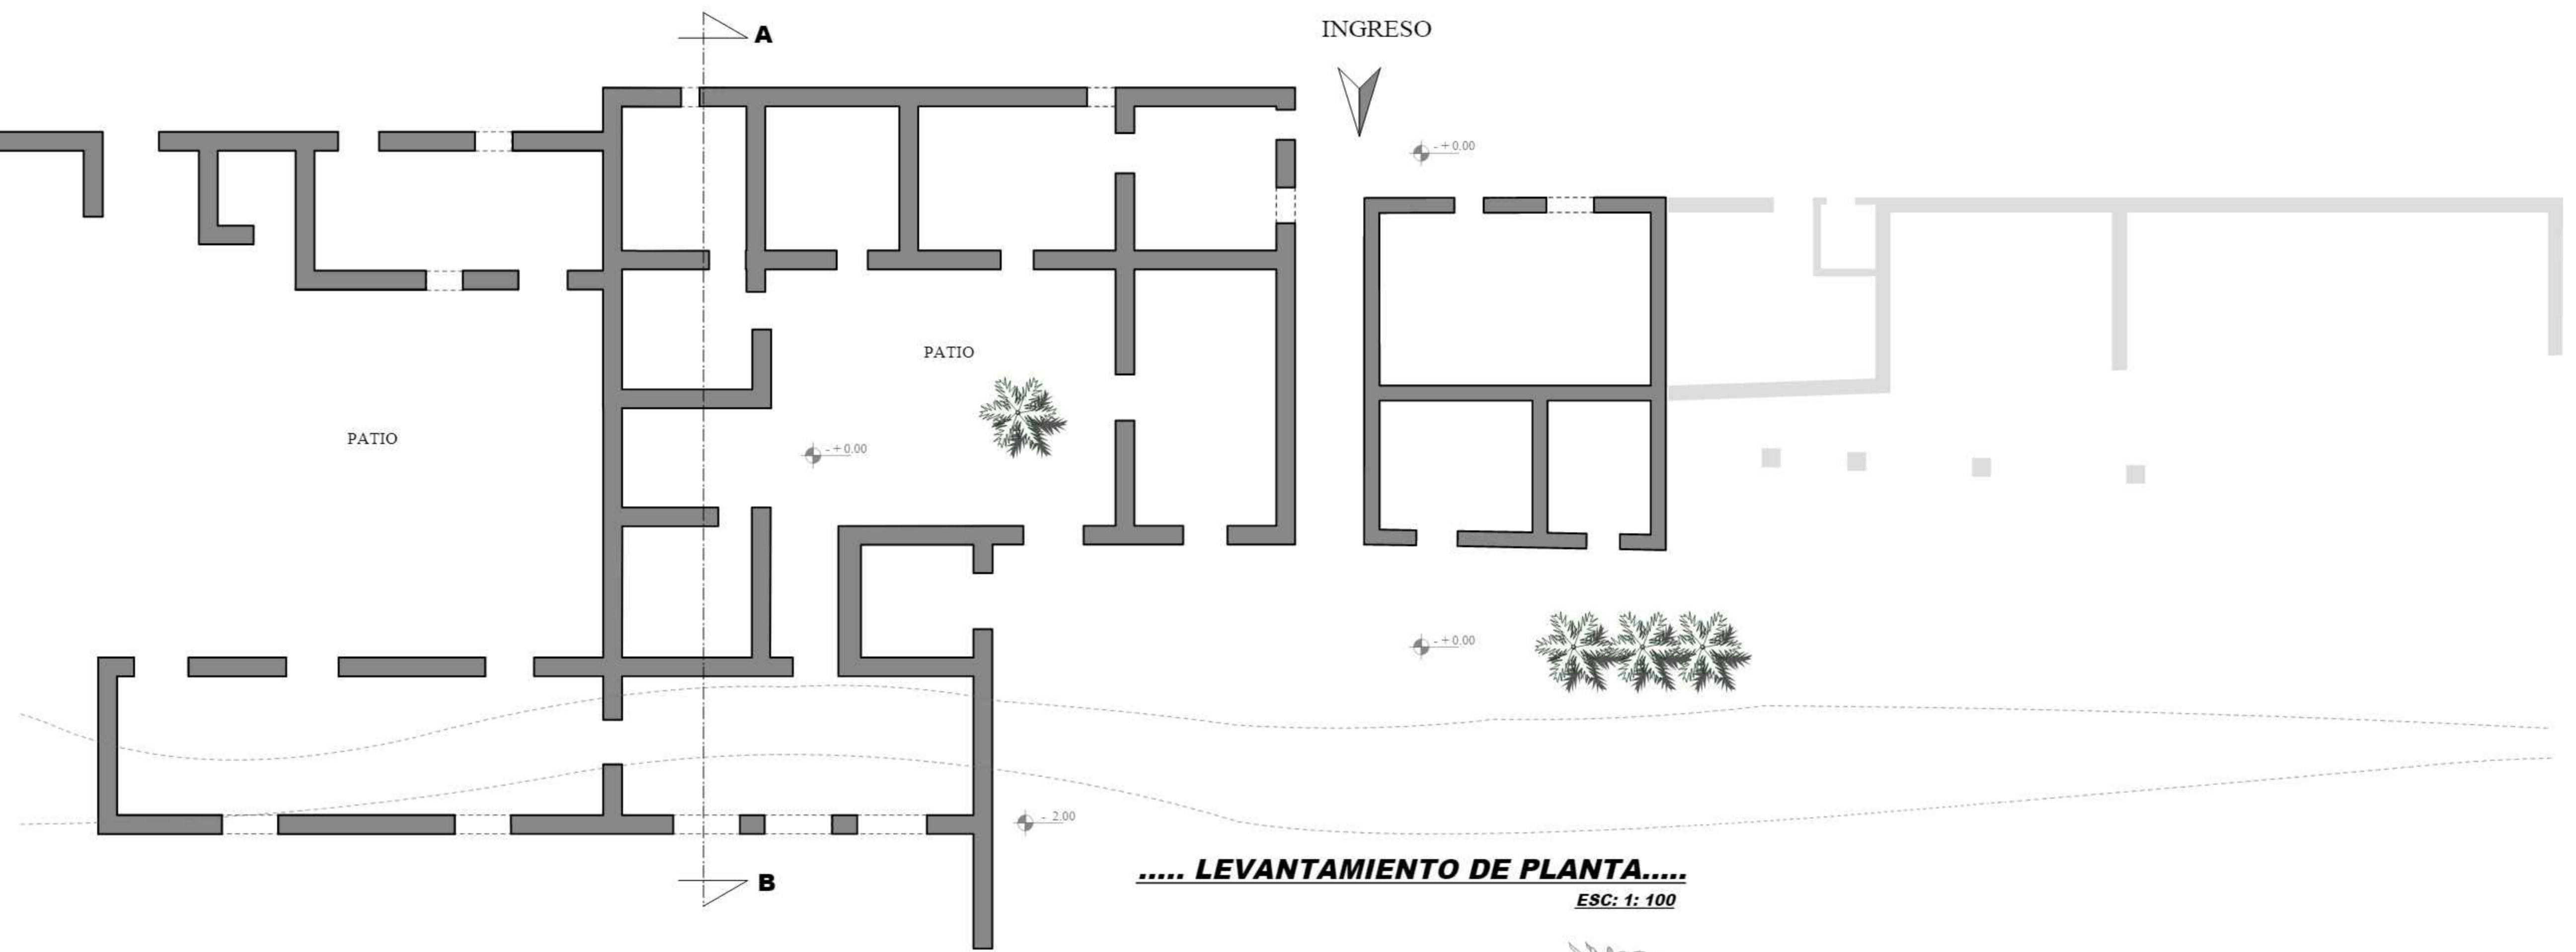 INGRESO
A
- + 0.00
PATIO
PATIO
- + 0.00
- + 0.00
- 2.00
..... LEVANTAMIENTO DE PLANTA.....
B
ESC: 1: 100